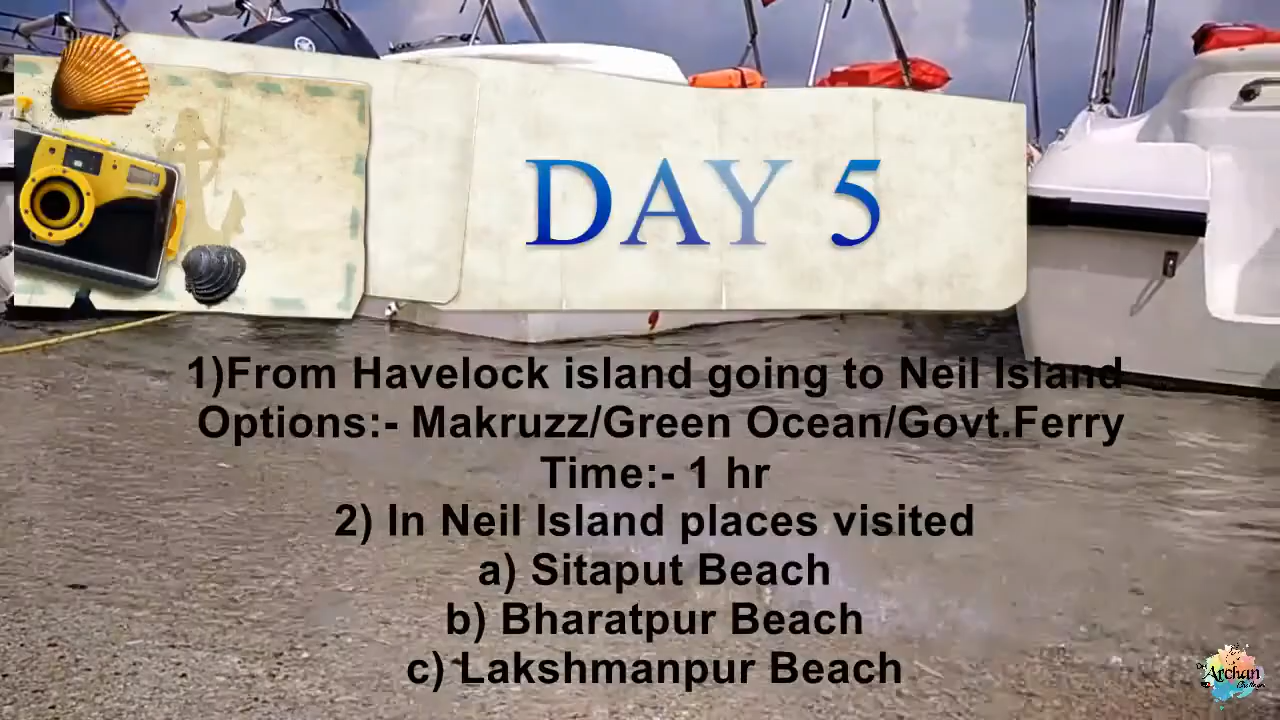 DAY 5
1)From Havelock island going to Neil Island
Options:- Makruzz/Green Ocean/Govt.Ferry
Time:- 1 hr
2) In Neil Island places visited
a) Sitaput Beach
b) Bharatpur Beach
c) Lakshmanpur Beach
Archan